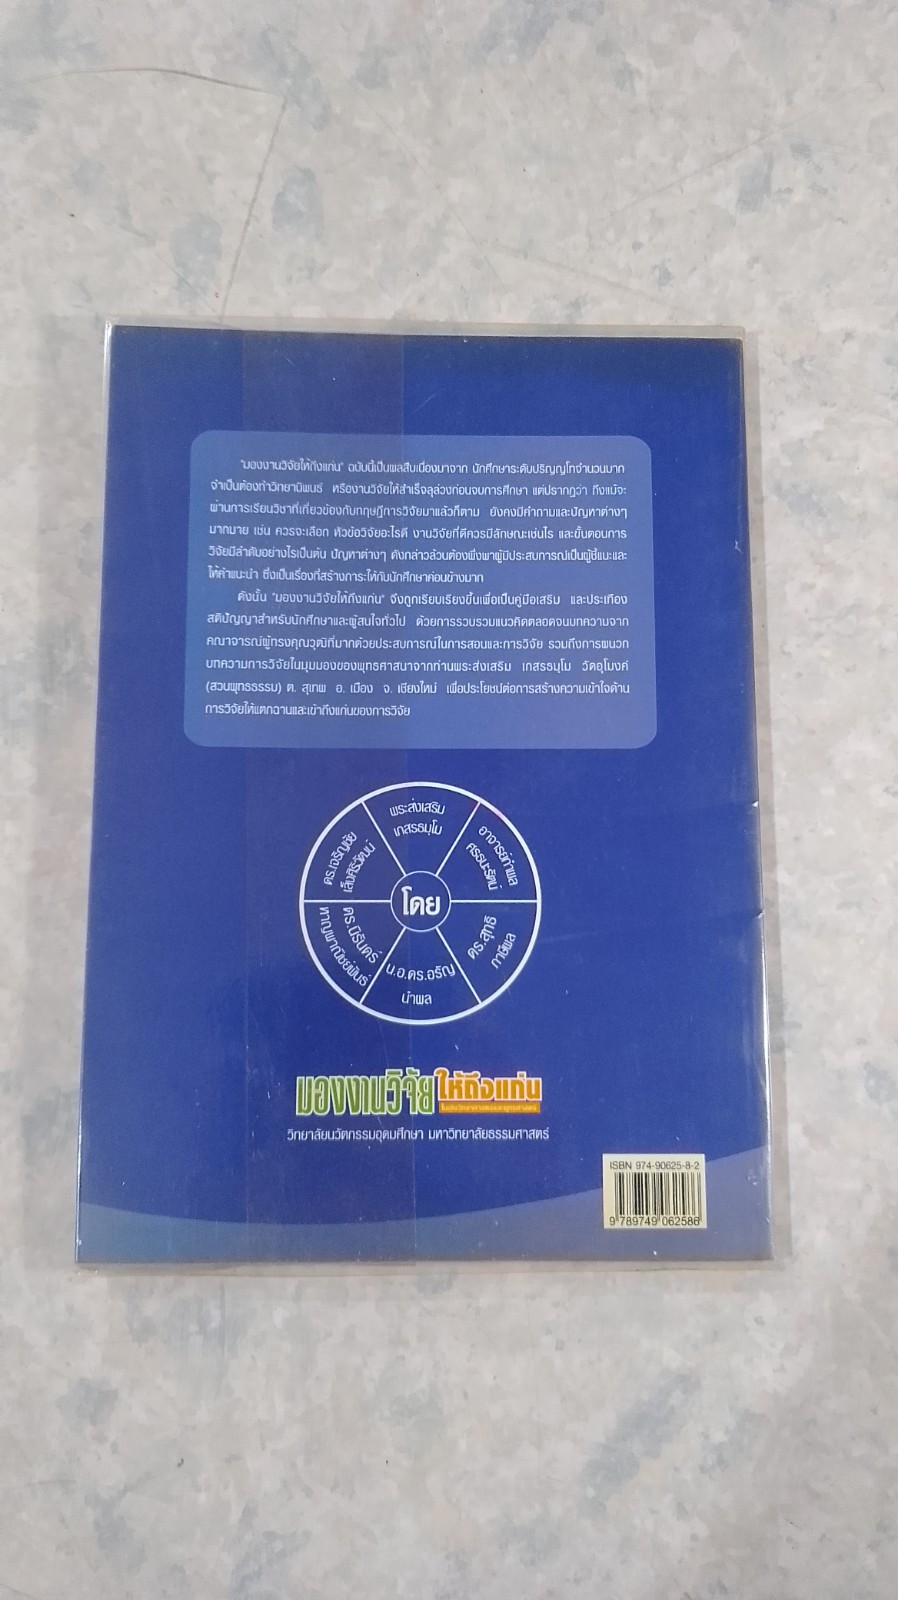 "มองงานวิจัยให้ถึงแก่น" ฉบับนี้เป็นผลสืบเนื่องมาจาก นักศึกษาระดับปริญญโทจำนวนมาก
จำเป็นต้องทำวิทยานิพนธ์ หรืองานวิจัยให้สำเร็จลุล่วงก่อนจบการศึกษา แต่ปรากฏว่า ถึงแม้จะ
ผ่านการเรียนวิชาที่เกี่ยวข้องกับทฤษฎีการวิจัยมาแล้วก็ตาม ยังคงมีคำถามและปัญหาต่างๆ
มากมาย เช่น ควรจะเลือก หัวข้อวิจัยอะไรดี งานวิจัยที่ดีควรมีลักษณะเช่นไร และขั้นตอนการ
วิจัยมีลำดับอย่างไรเป็นต้น ปัญหาต่างๆ ดังกล่าวล้วนต้องพึ่งพาผู้มีประสบการณ์เป็นผู้ชี้แนะและ
ให้คำแนะนำ ซึ่งเป็นเรื่องที่สร้างภาระให้กับนักศึกษาค่อนข้างมาก
ดังนั้น "มองงานวิจัยให้ถึงแก่น" จึงถูกเรียบเรียงขึ้นเพื่อเป็นคู่มือเสริม และประเทือง
สติปัญญาสำหรับนักศึกษาและผู้สนใจทั่วไป ด้วยการรวบรวมแนวคิดตลอดจนบทความจาก
คณาจารย์ผู้ทรงคุณวุฒิที่มากด้วยประสบการณ์ในการสอนและการวิจัย รวมถึงการผนวก
บทความการวิจัยในมุมมองของพุทธศาสนาจากท่านพระส่งเสริม เกสรธมฺโม วัดอุโมงค์
(สวนพุทธธรรม) ต. สุเทพ อ. เมือง จ. เชียงใหม่ เพื่อประโยชน์ต่อการสร้างความเข้าใจด้าน
การวิจัยให้แตกฉานและเข้าถึงแก่นของการวิจัย
พระส่งเสริม
เกสรธมฺโม
อาจารย์กำพล
ศรธนะรัตน์
ดร.สุทธิ
ภาษีผล
น.อ.ดร.อรัญ
นำผล
ดร.นิรันดร์
หาญพาณิชย์พันธ์
ดร.เจริญชัย
เล็งศิริวัฒน์
โดย
มองงานวิจัยให้ถึงแก่น
วิทยาลัยนวัตกรรมอุดมศึกษา มหาวิทยาลัยธรรมศาสตร์
ISBN 974-90625-8-2
9 789749 062586